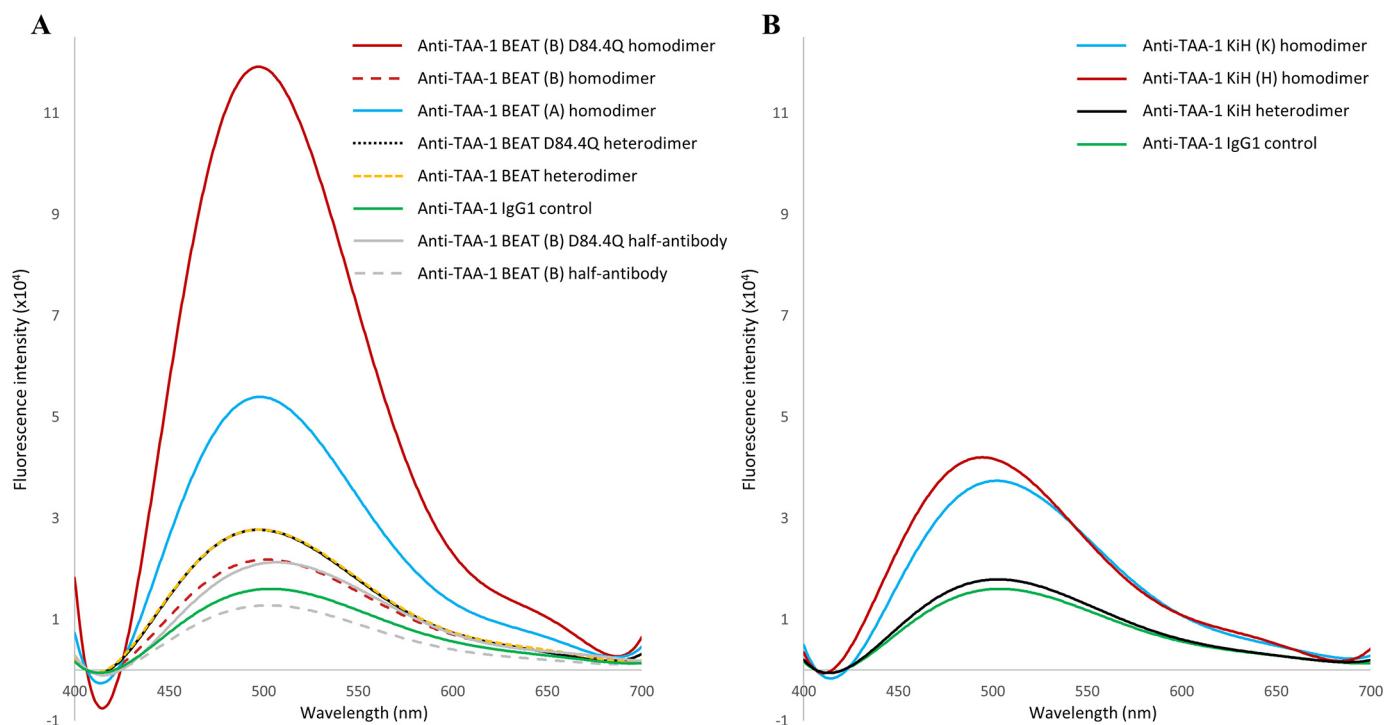 A
Anti-TAA-1 BEAT (B) D84.4Q homodimer
Anti-TAA-1 BEAT (B) homodimer
Anti-TAA-1 BEAT (A) homodimer
Anti-TAA-1 BEAT D84.4Q heterodimer
Anti-TAA-1 BEAT heterodimer
Anti-TAA-1 IgG1 control
Anti-TAA-1 BEAT (B) D84.4Q half-antibody
Anti-TAA-1 BEAT (B) half-antibody
Fluorescence intensity (x10⁴)
11
9
7
5
3
1
-1
400 450 500 550 600 650 700
Wavelength (nm)
B
Anti-TAA-1 KiH (K) homodimer
Anti-TAA-1 KiH (H) homodimer
Anti-TAA-1 KiH heterodimer
Anti-TAA-1 IgG1 control
Fluorescence intensity (x10⁴)
11
9
7
5
3
1
-1
400 450 500 550 600 650 700
Wavelength (nm)